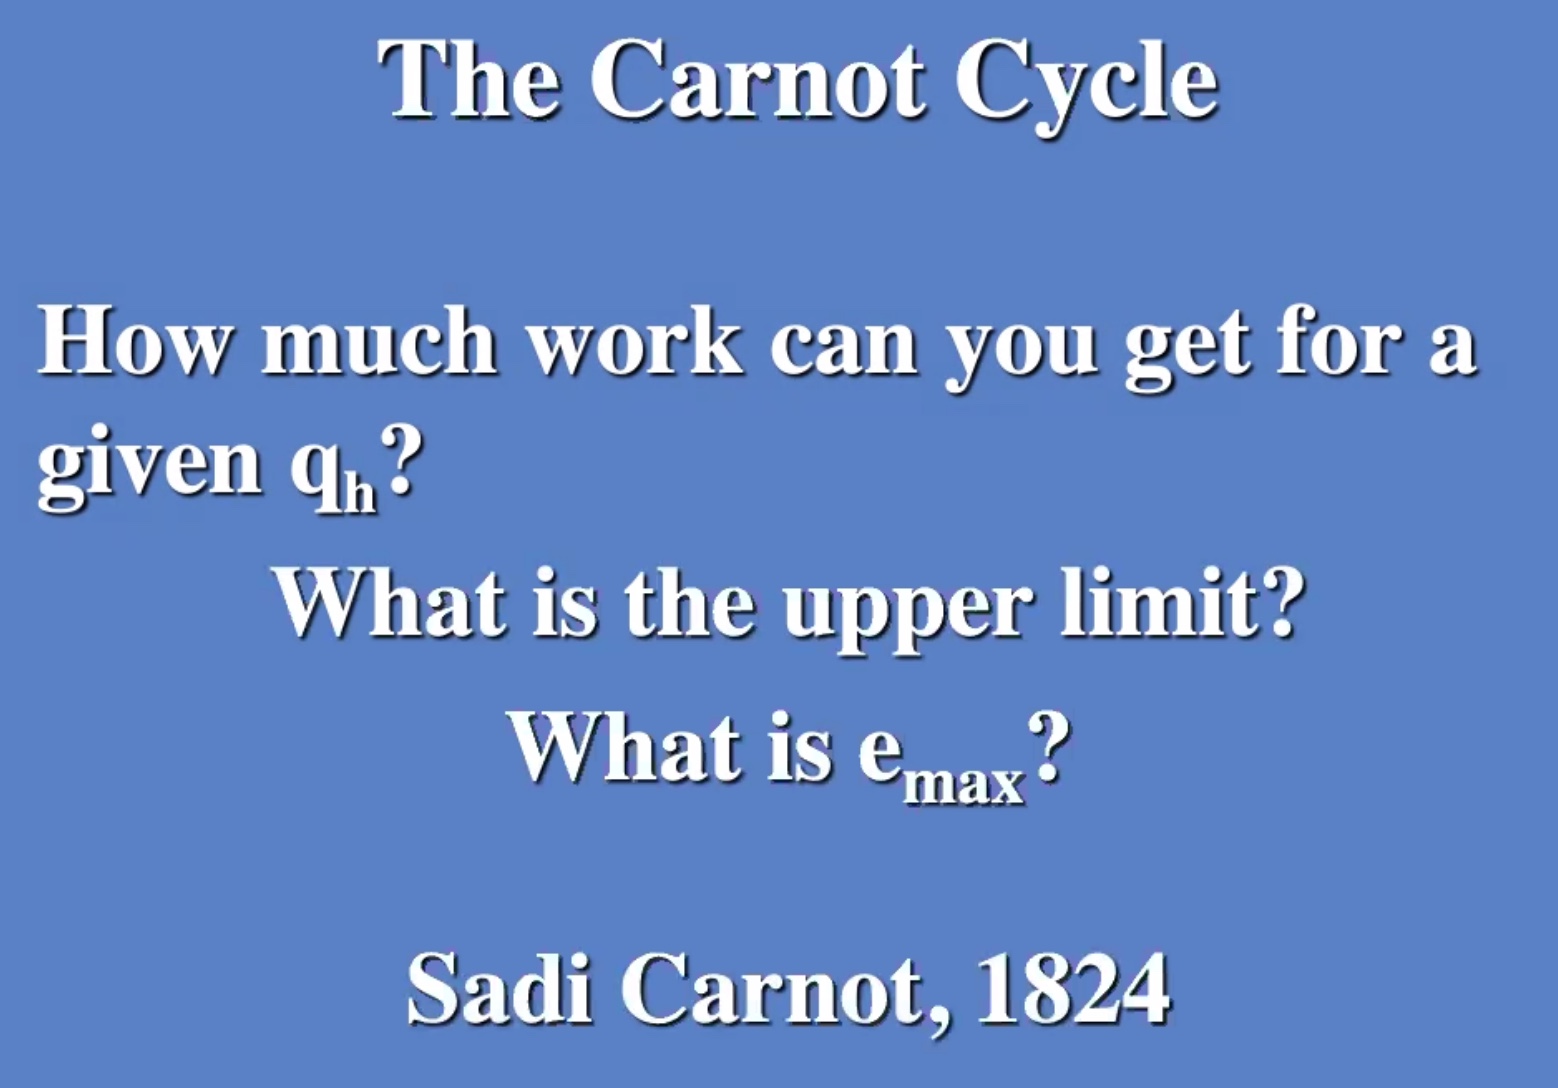 The Carnot Cycle
How much work can you get for a
given qₕ?
What is the upper limit?
What is eₘₐₓ?
Sadi Carnot, 1824